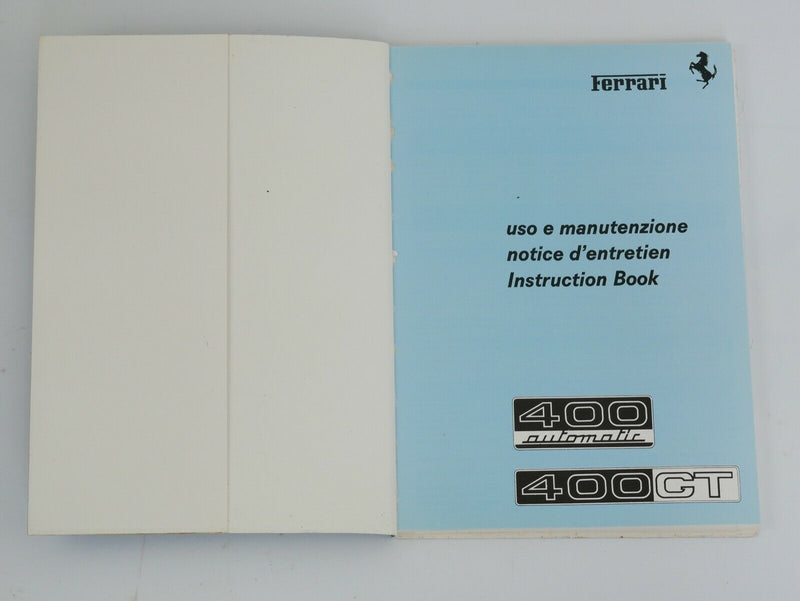 Ferrari
uso e manutenzione
notice d'entretien
Instruction Book
400
automatic
400GT